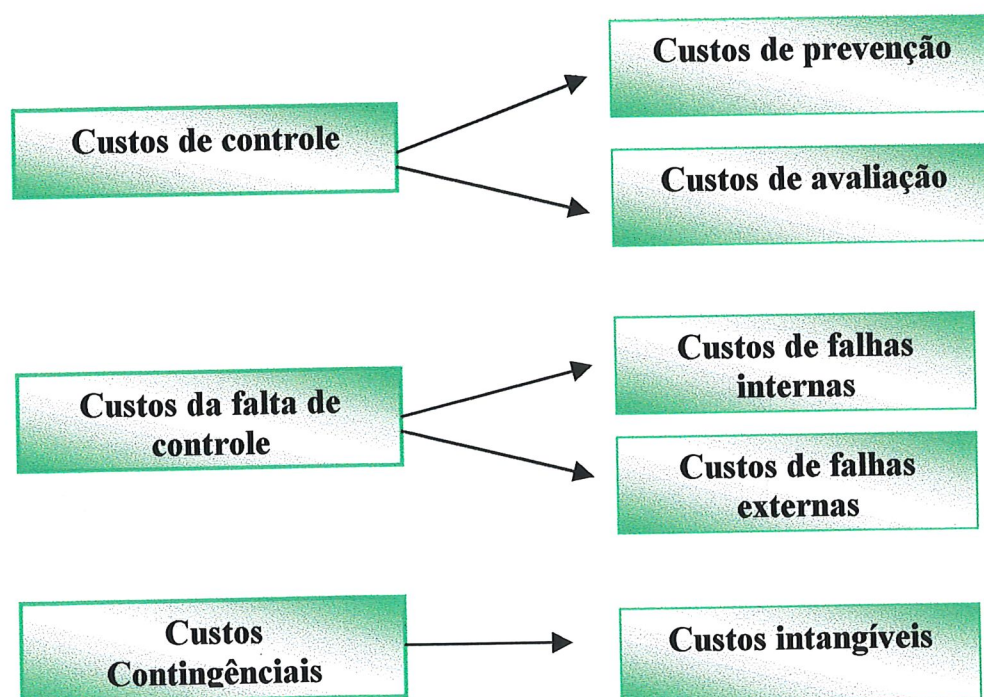 Custos de controle
Custos de prevenção
Custos de avaliação
Custos da falta de
controle
Custos de falhas
internas
Custos de falhas
externas
Custos
Contingênciais
Custos intangíveis